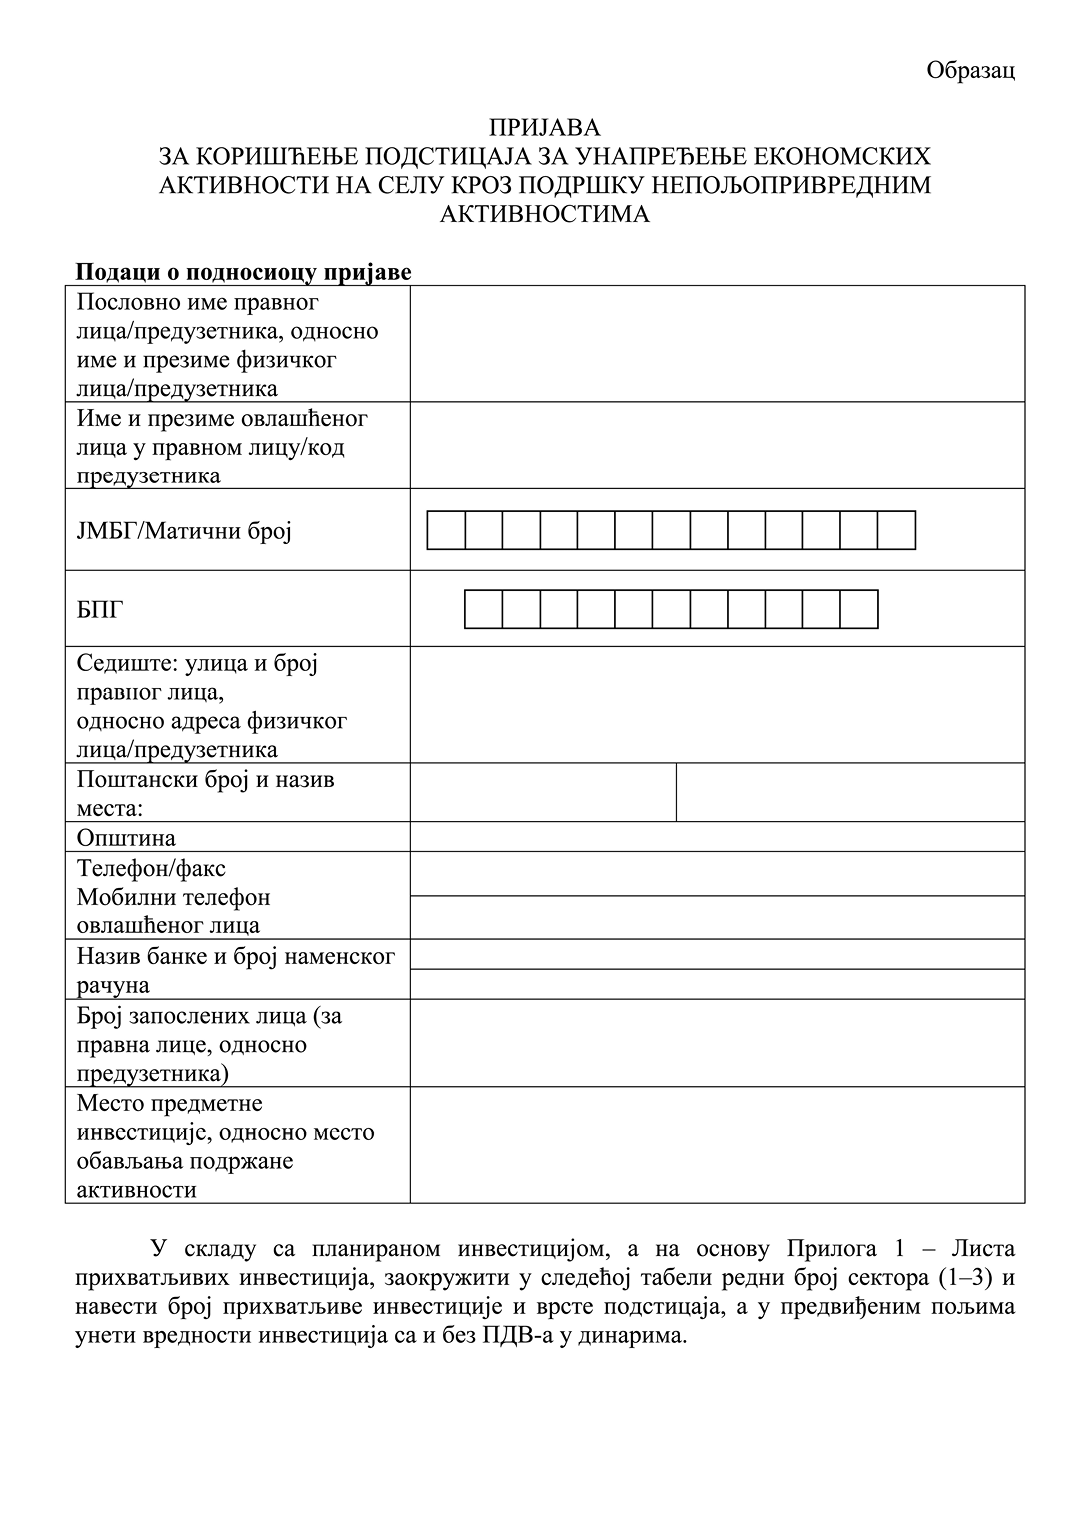 Образац
ПРИЈАВА
ЗА КОРИШЋЕЊЕ ПОДСТИЦАЈА ЗА УНАПРЕЂЕЊЕ ЕКОНОМСКИХ
АКТИВНОСТИ НА СЕЛУ КРОЗ ПОДРШКУ НЕПОЉОПРИВРЕДНИМ
АКТИВНОСТИМА
Подаци о подносиоцу пријаве
Пословно име правног
лица/предузетника, односно
име и презиме физичког
лица/предузетника
Име и презиме овлашћеног
лица у правном лицу/код
предузетника
ЈМБГ/Матични број
БПГ
Седиште: улица и број
правног лица,
односно адреса физичког
лица/предузетника
Поштански број и назив
места:
Општина
Телефон/факс
Мобилни телефон
овлашћеног лица
Назив банке и број наменског
рачуна
Број запослених лица (за
правна лице, односно
предузетника)
Место предметне
инвестиције, односно место
обављања подржане
активности
У складу са планираном инвестицијом, а на основу Прилога 1 – Листа
прихватљивих инвестиција, заокружити у следећој табели редни број сектора (1–3) и
навести број прихватљиве инвестиције и врсте подстицаја, а у предвиђеним пољима
унети вредности инвестиција са и без ПДВ-а у динарима.